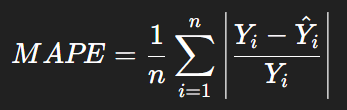 MAPE = \frac{1}{n} \sum_{i=1}^{n} \left| \frac{Y_i - \hat{Y}_i}{Y_i} \right|